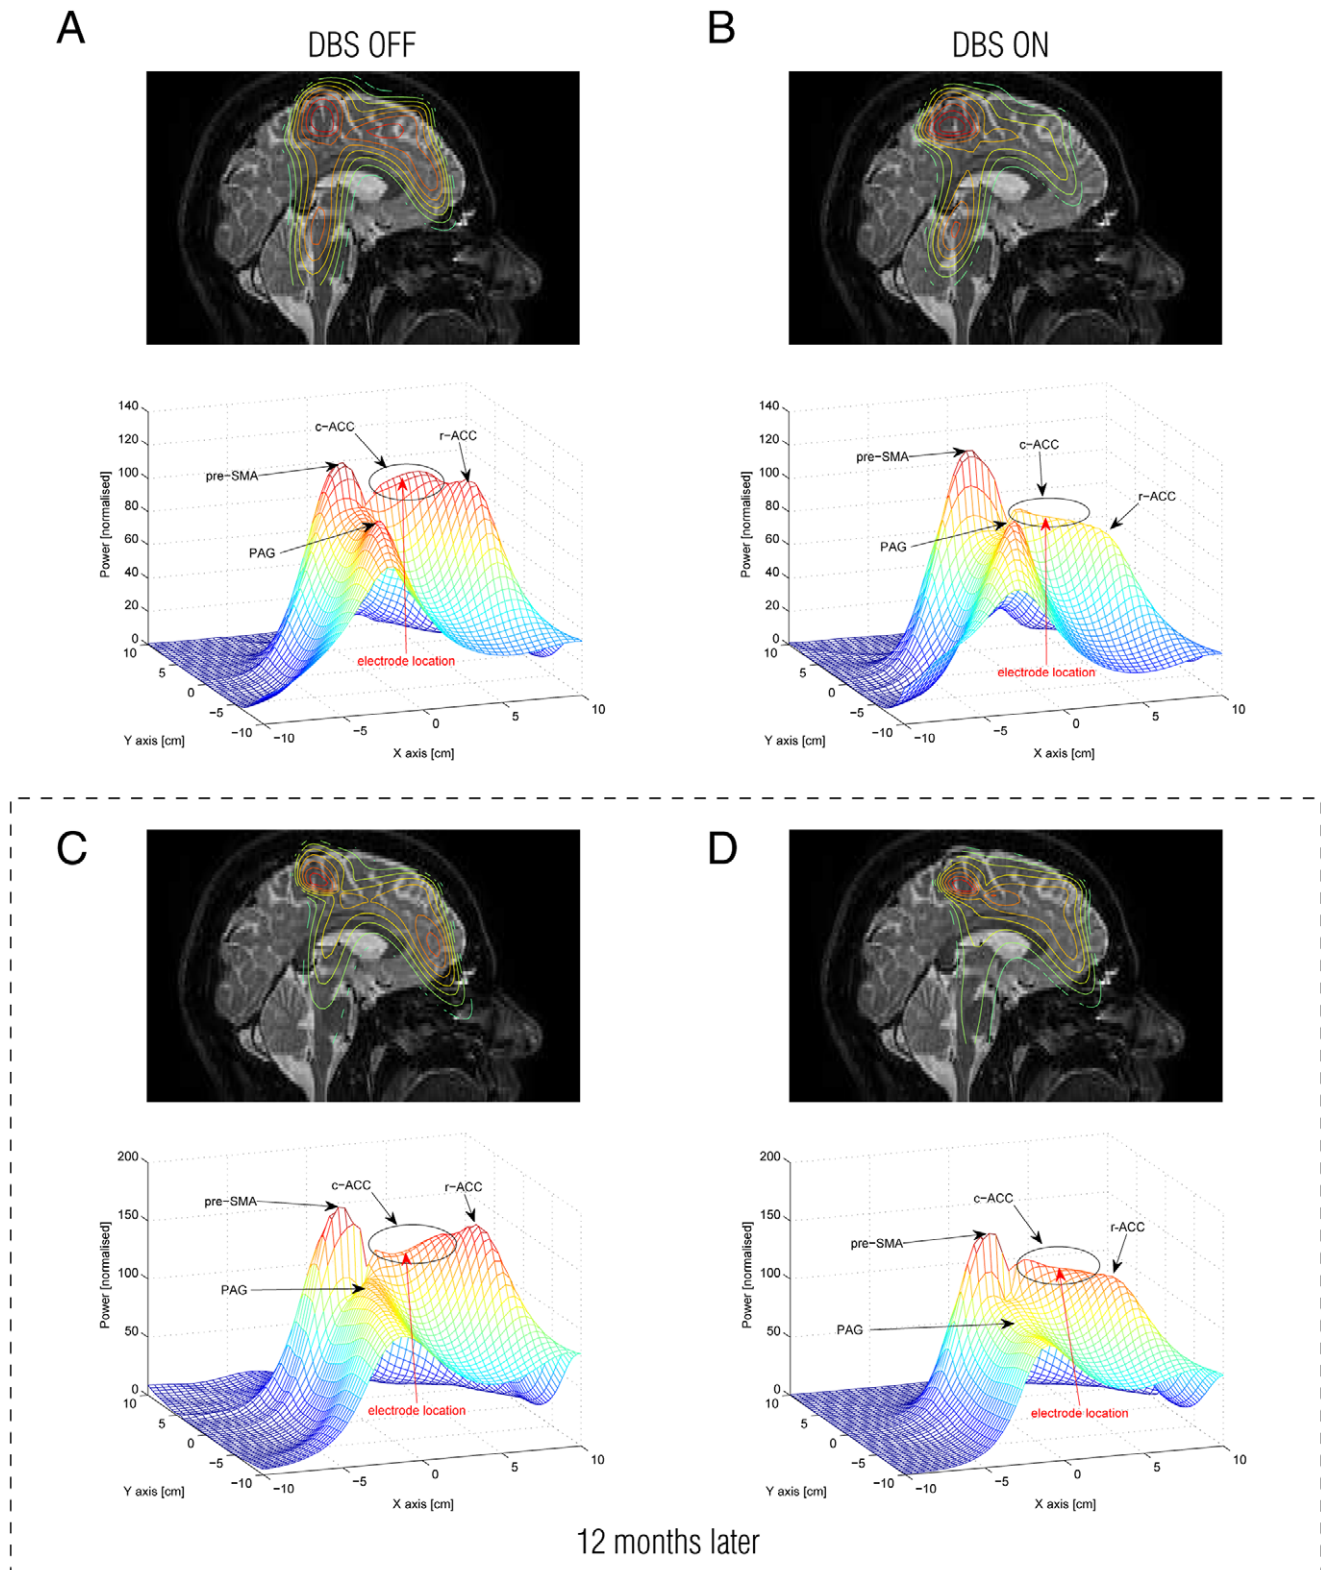 A
DBS OFF
B
DBS ON
140
120
100
80
60
40
20
0
Power [normalised]
10
5
0
−5
−10
Y axis [cm]
−10
−5
0
5
10
X axis [cm]
c−ACC
r−ACC
pre−SMA
PAG
electrode location
140
120
100
80
60
40
20
0
Power [normalised]
10
5
0
−5
−10
Y axis [cm]
−10
−5
0
5
10
X axis [cm]
pre−SMA
c−ACC
r−ACC
PAG
electrode location
C
D
200
150
100
50
0
Power [normalised]
10
5
0
−5
−10
Y axis [cm]
−10
−5
0
5
10
X axis [cm]
c−ACC
r−ACC
pre−SMA
PAG
electrode location
200
150
100
50
0
Power [normalised]
10
5
0
−5
−10
Y axis [cm]
−10
−5
0
5
10
X axis [cm]
c−ACC
r−ACC
pre−SMA
PAG
electrode location
12 months later